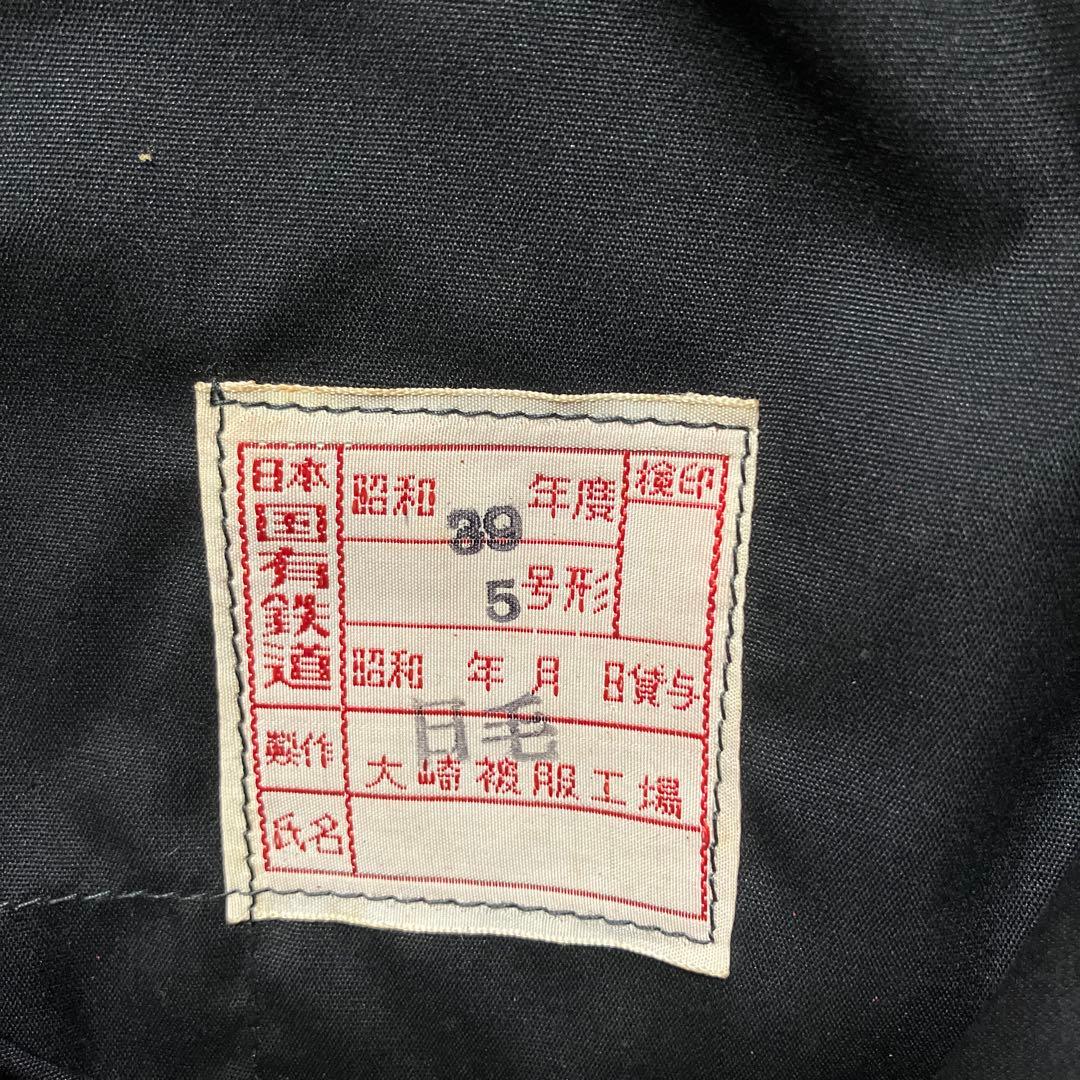 日本
国有鉄道
昭和 39 年度
検印
5号形
昭和 年 月 日貸与
日毛
製作
大崎被服工場
氏名